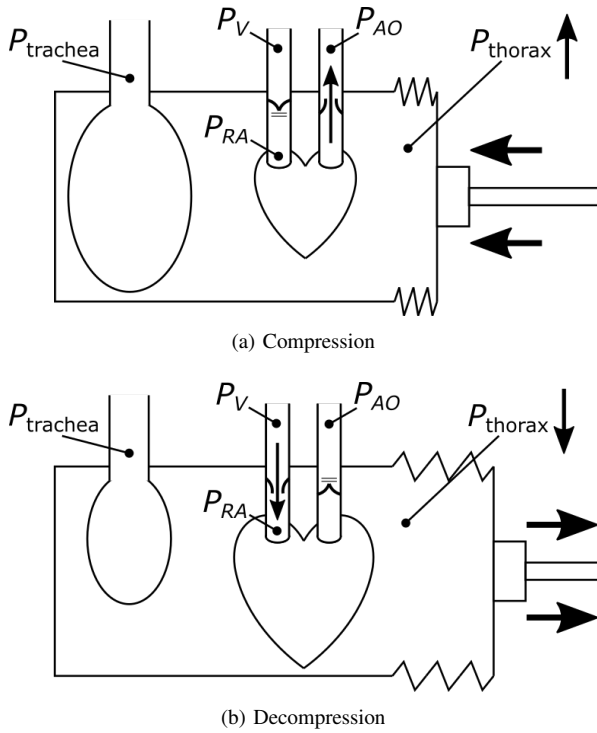 P_trachea
P_V
P_AO
P_thorax
P_RA
(a) Compression
P_trachea
P_V
P_AO
P_thorax
P_RA
(b) Decompression